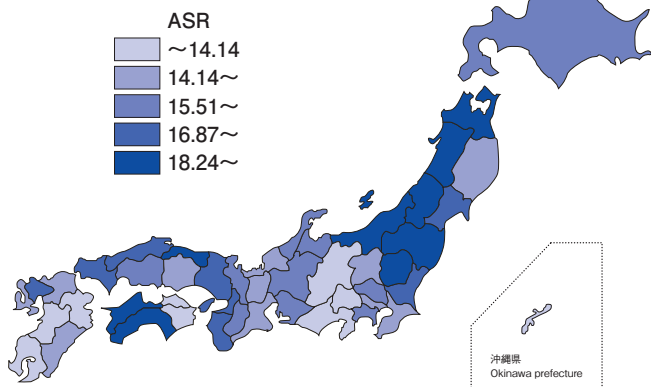 ASR
〜14.14
14.14〜
15.51〜
16.87〜
18.24〜
沖縄県
Okinawa prefecture